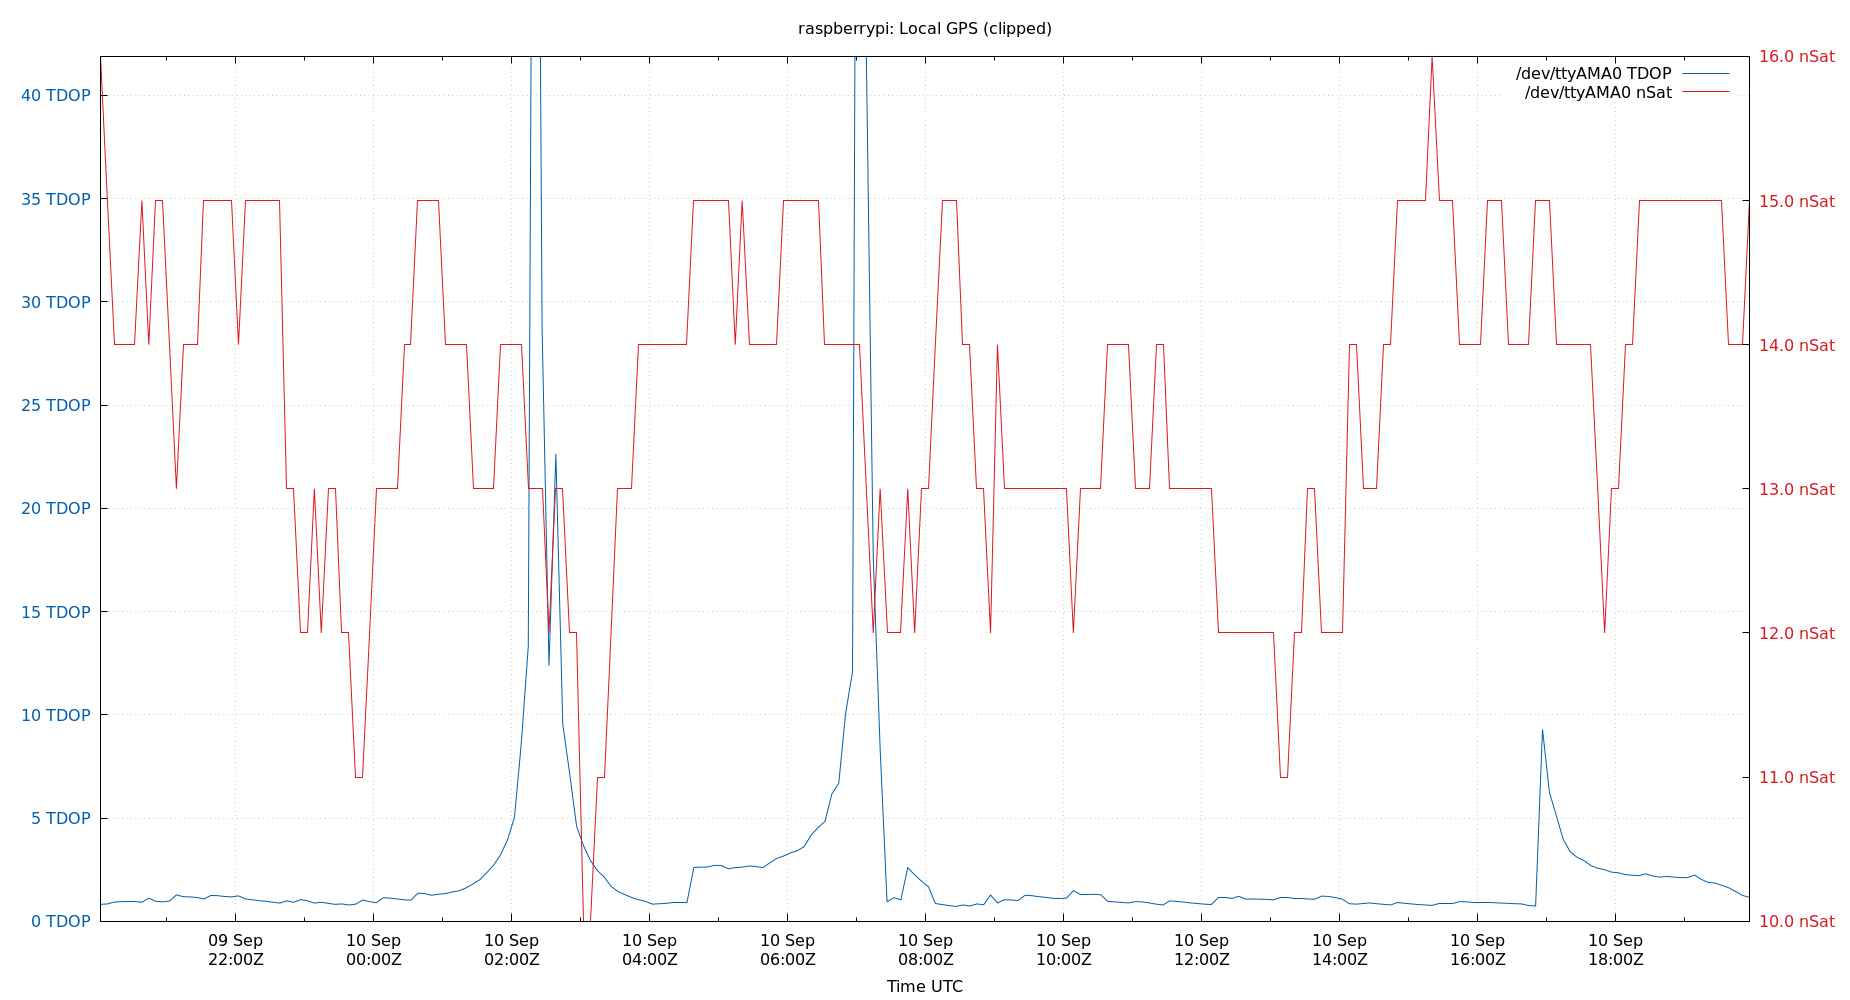 raspberrypi: Local GPS (clipped)
/dev/ttyAMA0 TDOP
/dev/ttyAMA0 nSat
40 TDOP
35 TDOP
30 TDOP
25 TDOP
20 TDOP
15 TDOP
10 TDOP
5 TDOP
0 TDOP
16.0 nSat
15.0 nSat
14.0 nSat
13.0 nSat
12.0 nSat
11.0 nSat
10.0 nSat
09 Sep
22:00Z
10 Sep
00:00Z
10 Sep
02:00Z
10 Sep
04:00Z
10 Sep
06:00Z
10 Sep
08:00Z
10 Sep
10:00Z
10 Sep
12:00Z
10 Sep
14:00Z
10 Sep
16:00Z
10 Sep
18:00Z
Time UTC